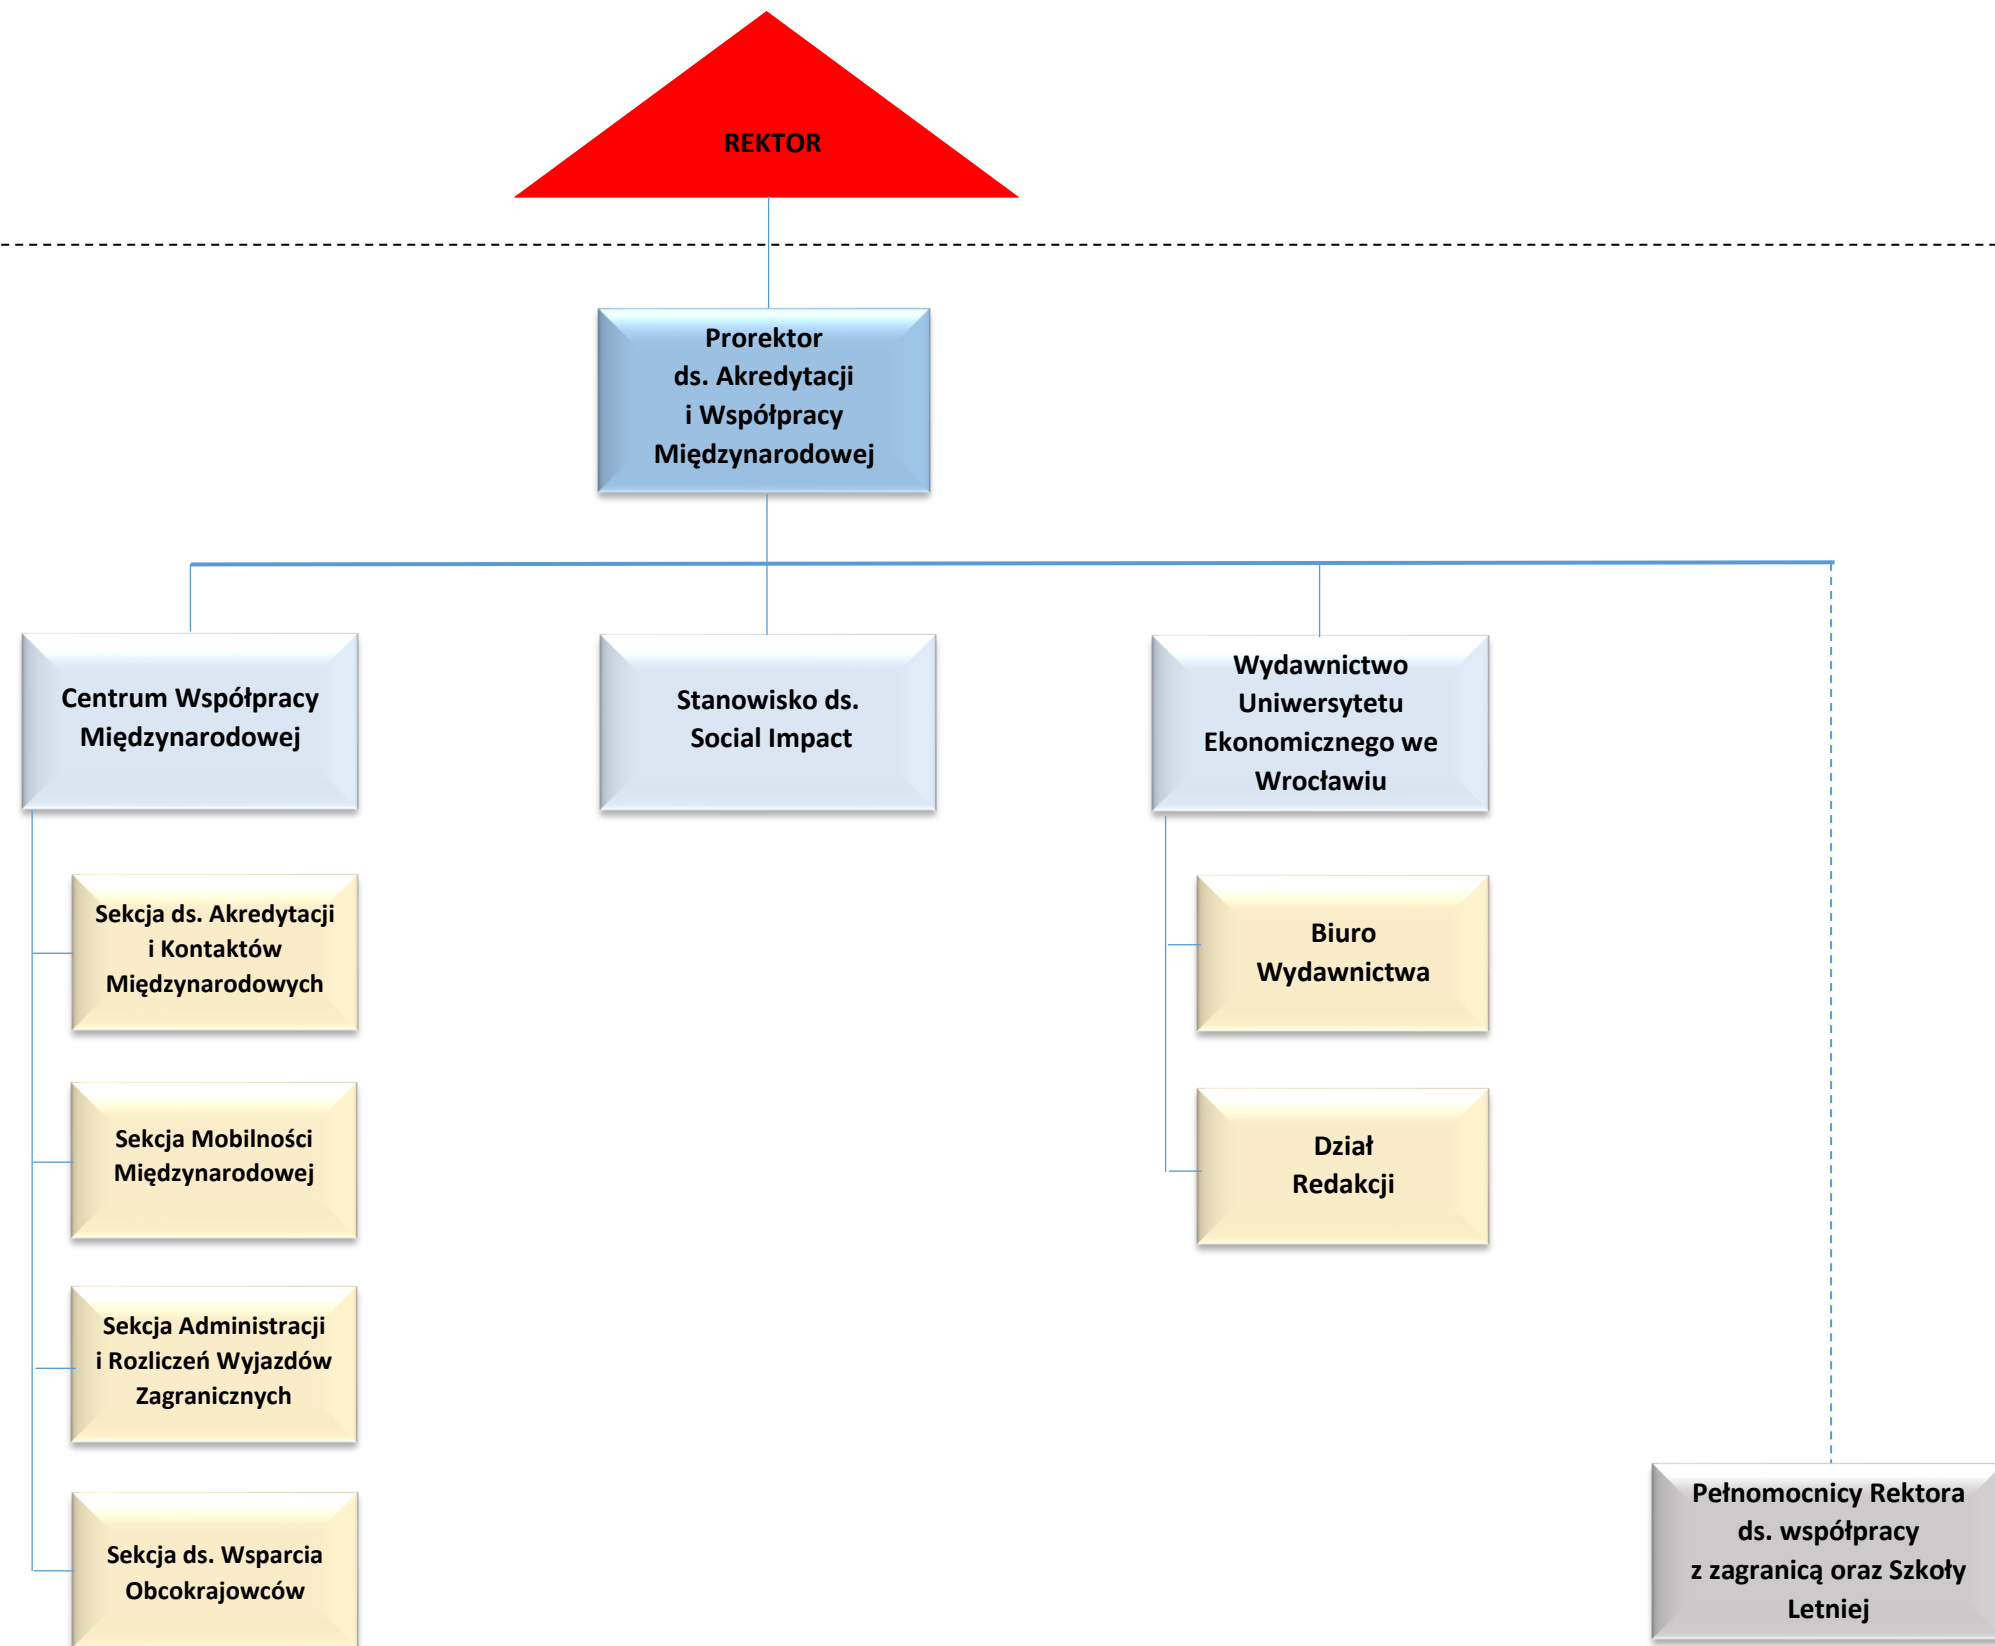 REKTOR
Prorektor
ds. Akredytacji
i Współpracy
Międzynarodowej
Centrum Współpracy
Międzynarodowej
Stanowisko ds.
Social Impact
Wydawnictwo
Uniwersytetu
Ekonomicznego we
Wrocławiu
Sekcja ds. Akredytacji
i Kontaktów
Międzynarodowych
Sekcja Mobilności
Międzynarodowej
Sekcja Administracji
i Rozliczeń Wyjazdów
Zagranicznych
Sekcja ds. Wsparcia
Obcokrajowców
Biuro
Wydawnictwa
Dział
Redakcji
Pełnomocnicy Rektora
ds. współpracy
z zagranicą oraz Szkoły
Letniej